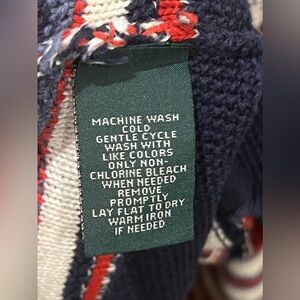 MACHINE WASH
COLD
GENTLE CYCLE
WASH WITH
LIKE COLORS
ONLY NON-
CHLORINE BLEACH
WHEN NEEDED
REMOVE
PROMPTLY
LAY FLAT TO DRY
WARM IRON
IF NEEDED